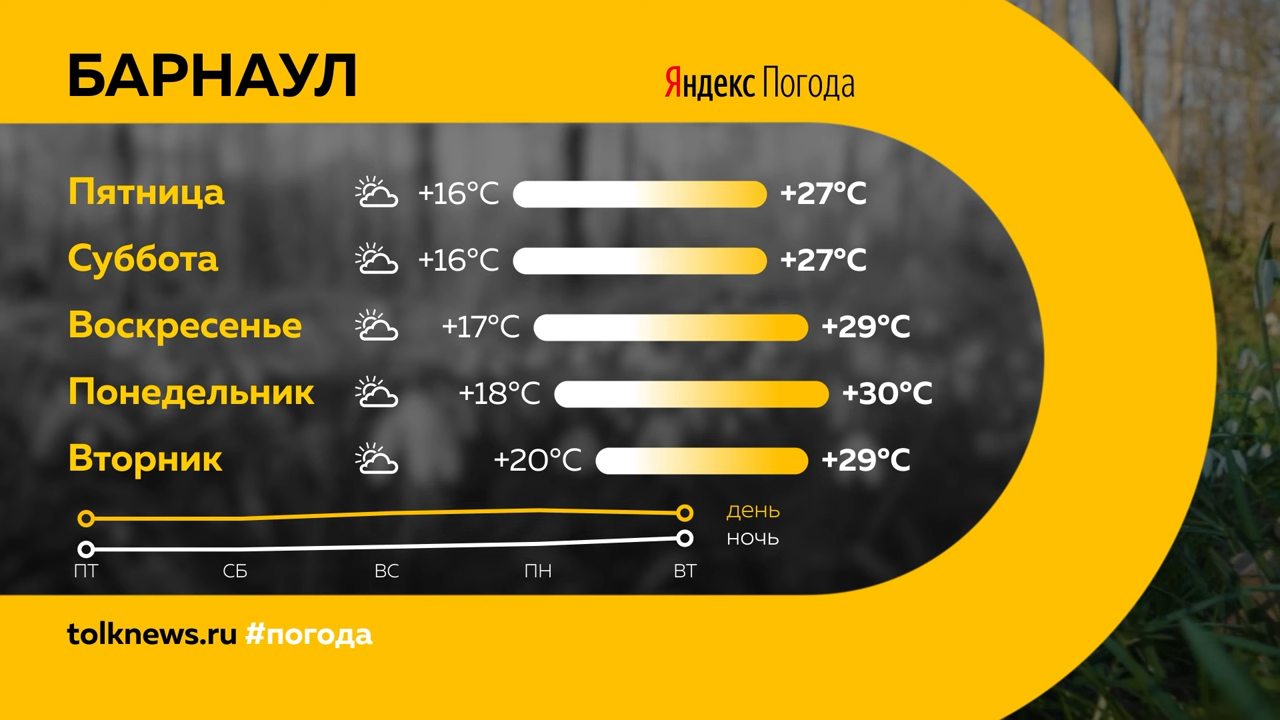 БАРНАУЛ
Яндекс Погода
Пятница +16°C +27°C
Суббота +16°C +27°C
Воскресенье +17°C +29°C
Понедельник +18°C +30°C
Вторник +20°C +29°C
день
ночь
ПТ СБ ВС ПН ВТ
tolknews.ru #погода